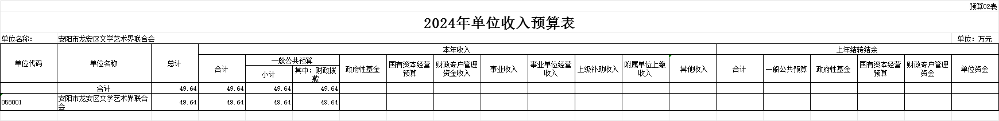 预算02表
2024年单位收入预算表
单位名称： 安阳市龙安区文学艺术界联合会 单位：万元
单位代码 单位名称 总计 本年收入 上年结转结余
合计 一般公共预算 政府性基金 国有资本经营预算 财政专户管理资金收入 事业收入 事业单位经营收入 上级补助收入 附属单位上缴收入 其他收入 合计 一般公共预算 政府性基金 国有资本经营预算 财政专户管理资金 单位资金
小计 其中：财政拨款
合计 49.64 49.64 49.64 49.64
058001 安阳市龙安区文学艺术界联合会 49.64 49.64 49.64 49.64